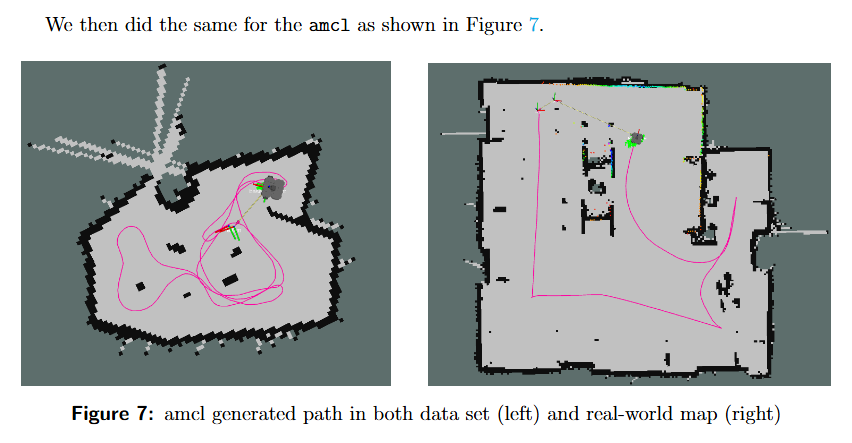 We then did the same for the amcl as shown in Figure 7.
Figure 7: amcl generated path in both data set (left) and real-world map (right)